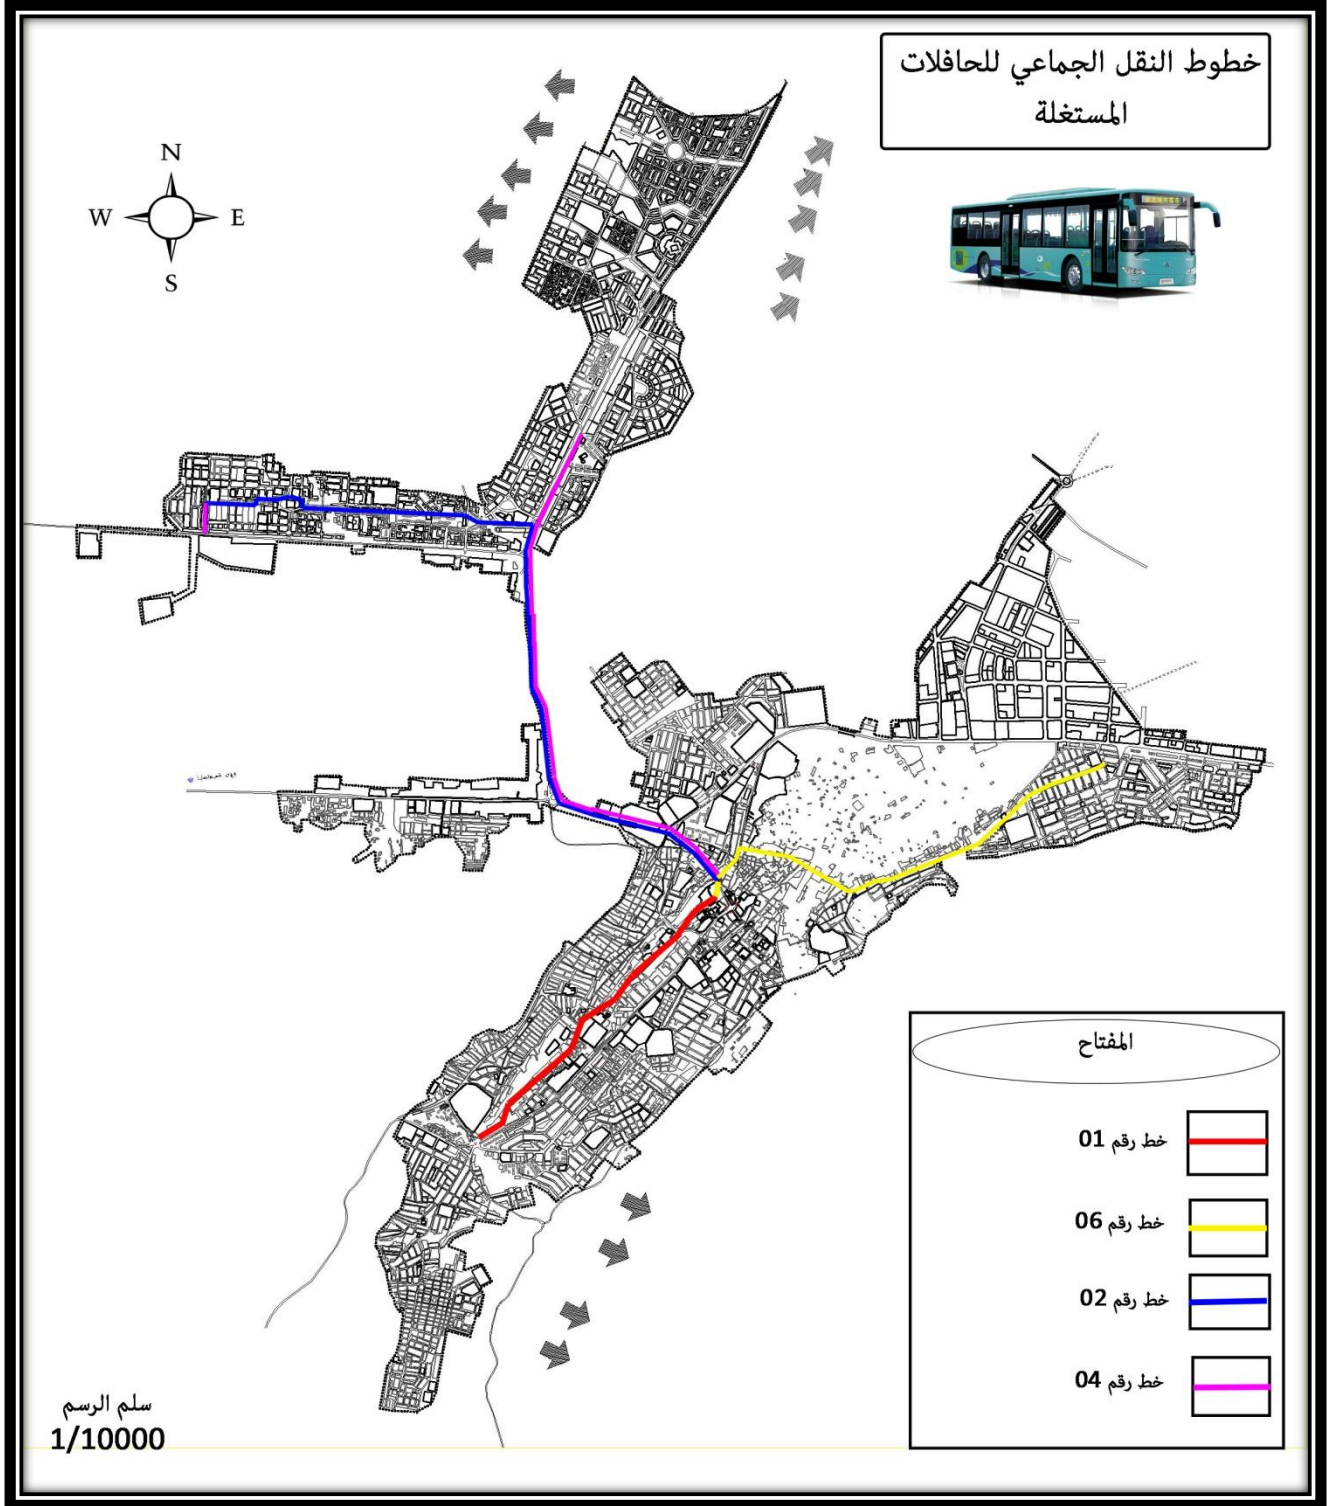 خطوط النقل الجماعي للحافلات
المستغلة
N
W E
S
المفتاح
خط رقم 01
خط رقم 06
خط رقم 02
خط رقم 04
سلم الرسم
1/10000